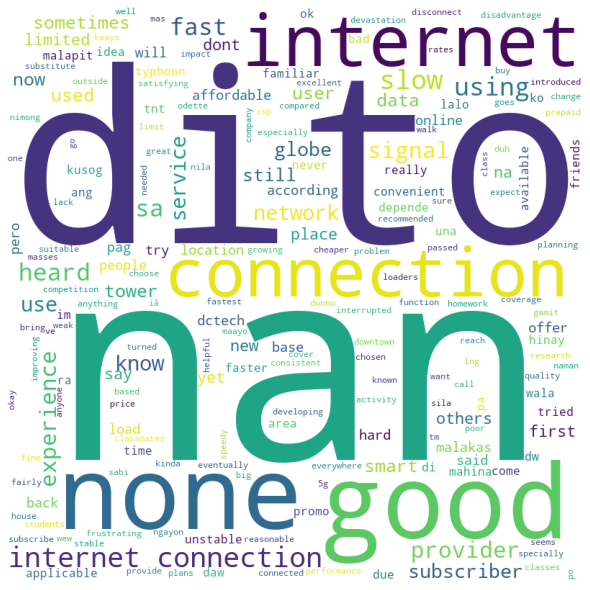 well mas disconnect disadvantage
sometimes kaayo devastation
substitute limited idea will fast ok dont bad rates
internet
malapit typhoon impact familiar excellent buy introduced
now outside slow goes change
used satisfying tnt affordable user data using prepaid
nimong odette isp compared online lalo ko walk limit
dito
one go kusog great company especially globe never signal really class duh friends
ang service nila still according convenient na expect available
lack needed network depende sure
pero sa recommended
suitable pag try location growing place una passed planning
masses people cheaper problem
heard competition choose connection loaders
use anything tower iâ fastest dunno interrupted function homework coverage
im bring ve weak turned maayo dctech new base downtown reach lng gamit offer hinay
nan
improving experience know helpful faster cover consistent chosen want call research quality naman
okay anyone say ra based yet area activity known sila tm poor pa others wala
price load developing hard malakas tried first
fine classmates time kinda eventually speedy everywhere smart di said mahina dw come
fairly back sabi big 5g promo
none good
house students frustrating ngayon unstable provider seems
subscribe wew stable reasonable specially
internet connection subscriber
applicable provide plans daw connected performance due classes po